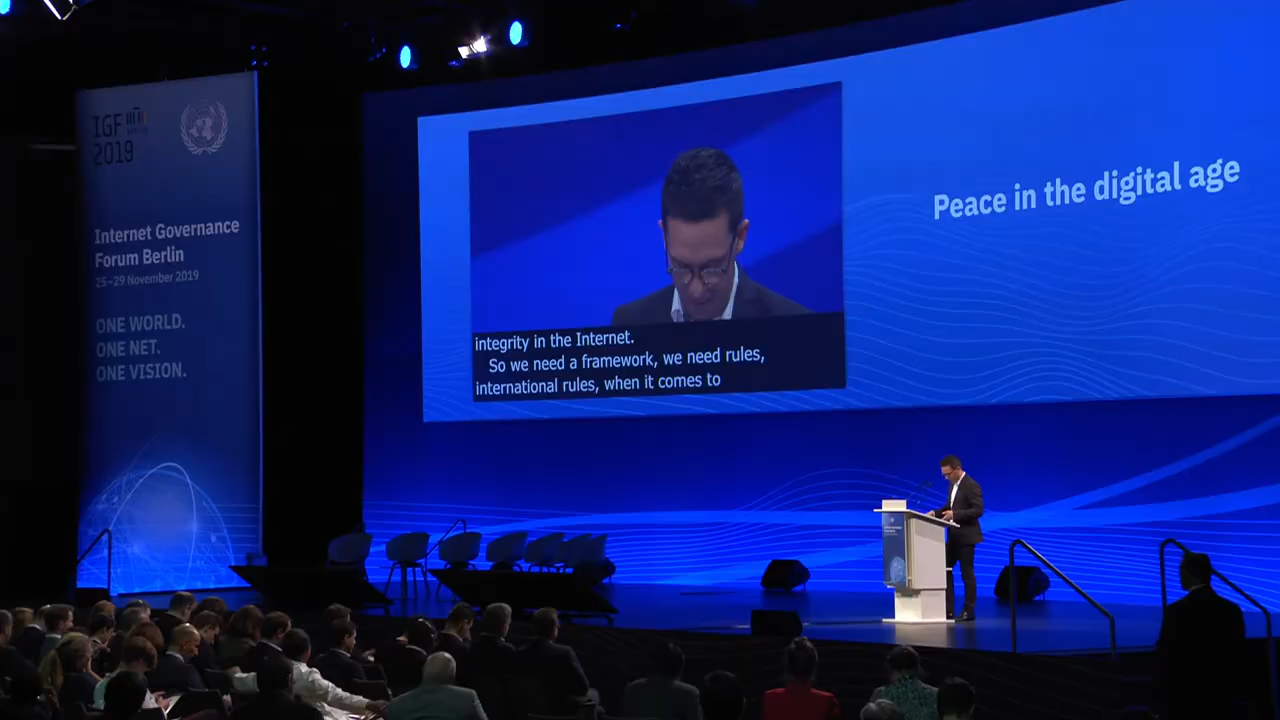 IGF
2019
Internet Governance
Forum Berlin
25–29 November 2019
ONE WORLD.
ONE NET.
ONE VISION.
integrity in the Internet.
So we need a framework, we need rules,
international rules, when it comes to
Peace in the digital age